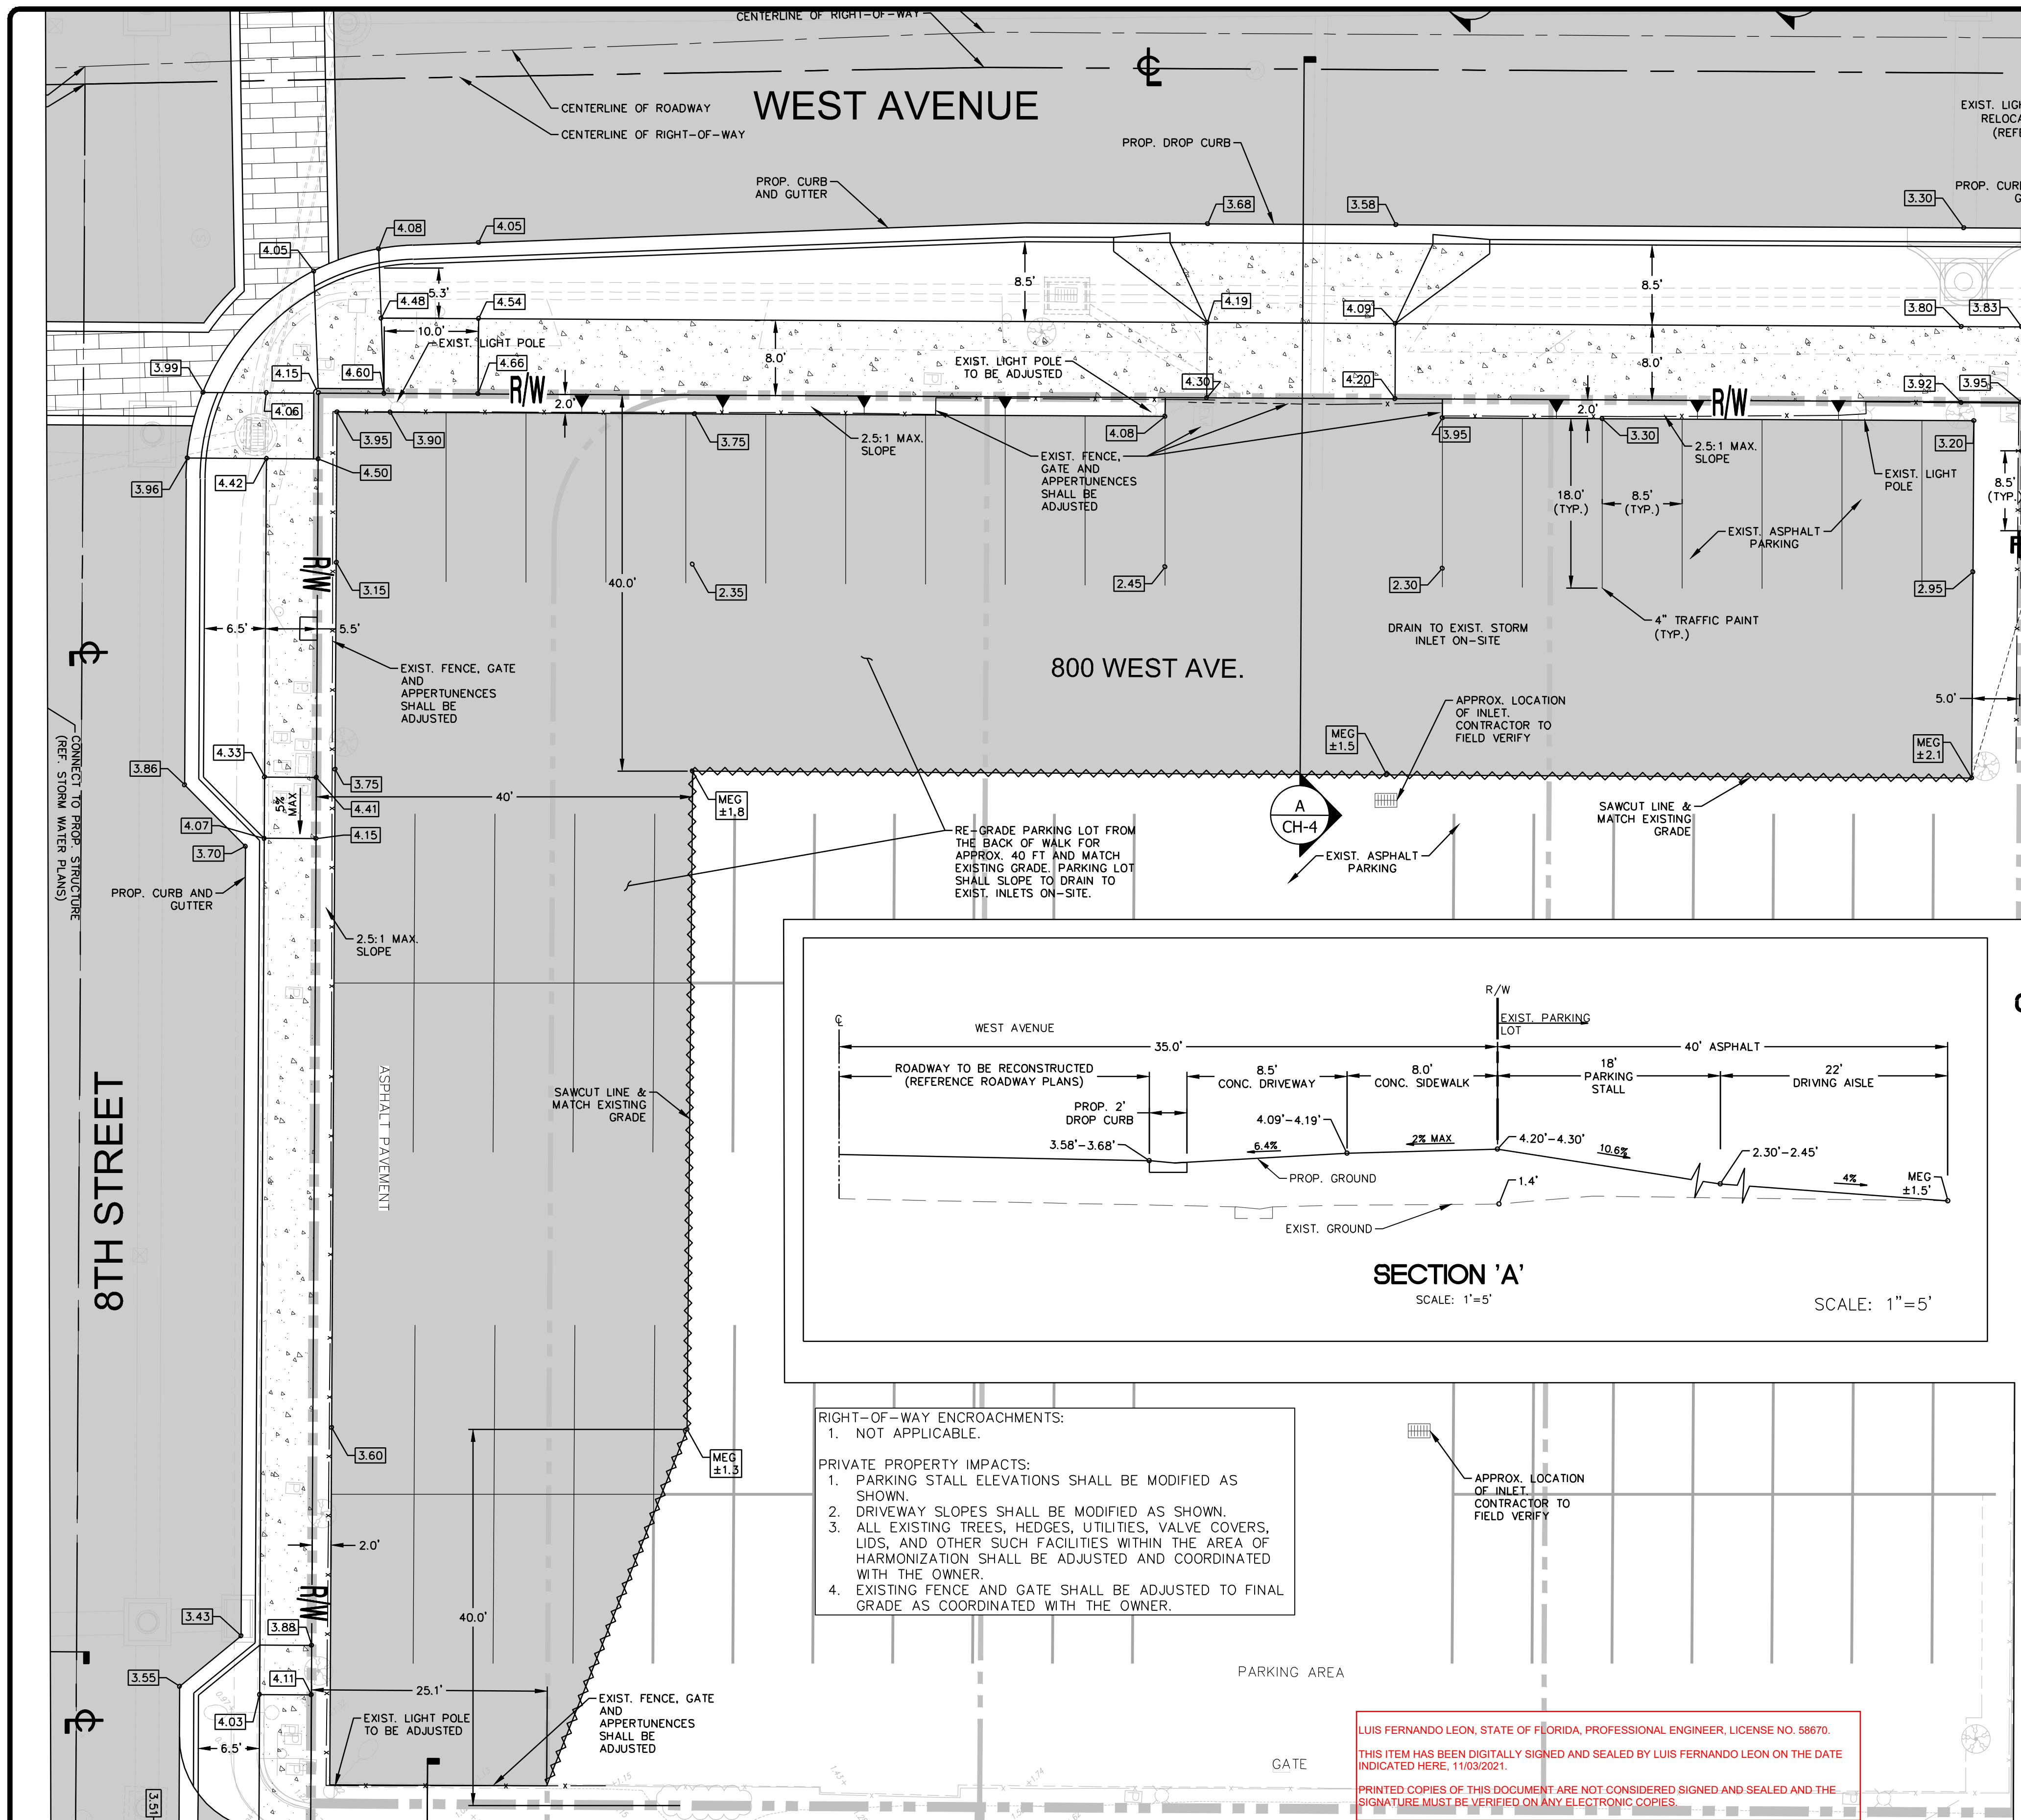 CENTERLINE OF RIGHT-OF-WAY
CENTERLINE OF ROADWAY
CENTERLINE OF RIGHT-OF-WAY
WEST AVENUE
EXIST. LIGH
RELOCA
(REFE
PROP. DROP CURB
PROP. CURB
AND GUTTER
PROP. CUR
G
3.30
3.68
3.58
4.08
4.05
4.05
5.3'
8.5'
8.5'
4.48
4.54
4.19
4.09
3.80
3.83
10.0'
EXIST. LIGHT POLE
8.0'
EXIST. LIGHT POLE
TO BE ADJUSTED
8.0'
3.99
4.15
4.60
4.66
4.30
4.20
3.92
3.95
R/W
2.0'
2.0'
R/W
4.06
3.95
3.90
3.75
2.5:1 MAX.
SLOPE
4.08
3.95
3.30
2.5:1 MAX.
SLOPE
3.20
EXIST. FENCE,
GATE AND
APPERTUNENCES
SHALL BE
ADJUSTED
EXIST. LIGHT
POLE
3.96
4.42
4.50
18.0'
(TYP.)
8.5'
(TYP.)
8.5'
(TYP.)
EXIST. ASPHALT
PARKING
R/W
3.15
2.35
40.0'
2.45
2.30
2.95
6.5'
5.5'
DRAIN TO EXIST. STORM
INLET ON-SITE
4" TRAFFIC PAINT
(TYP.)
800 WEST AVE.
EXIST. FENCE, GATE
AND
APPERTUNENCES
SHALL BE
ADJUSTED
5.0'
APPROX. LOCATION
OF INLET.
CONTRACTOR TO
FIELD VERIFY
CONNECT TO PROP. STRUCTURE
(REF. STORM WATER PLANS)
MEG
±1.5
MEG
±2.1
3.86
4.33
3.75
5%
MAX
4.41
40'
MEG
±1.8
4.07
4.15
3.70
A
CH-4
SAWCUT LINE &
MATCH EXISTING
GRADE
RE-GRADE PARKING LOT FROM
THE BACK OF WALK FOR
APPROX. 40 FT AND MATCH
EXISTING GRADE. PARKING LOT
SHALL SLOPE TO DRAIN TO
EXIST. INLETS ON-SITE.
EXIST. ASPHALT
PARKING
PROP. CURB AND
GUTTER
2.5:1 MAX.
SLOPE
R/W
EXIST. PARKING
LOT
WEST AVENUE
35.0'
40' ASPHALT
ROADWAY TO BE RECONSTRUCTED
(REFERENCE ROADWAY PLANS)
8.5'
CONC. DRIVEWAY
8.0'
CONC. SIDEWALK
18'
PARKING
STALL
22'
DRIVING AISLE
PROP. 2'
DROP CURB
4.09'-4.19'
3.58'-3.68'
6.4%
2% MAX
4.20'-4.30'
10.6%
2.30'-2.45'
4%
MEG
±1.5'
PROP. GROUND
1.4'
EXIST. GROUND
SECTION 'A'
SCALE: 1'=5'
SCALE: 1"=5'
8TH STREET
ASPHALT PAVEMENT
SAWCUT LINE &
MATCH EXISTING
GRADE
3.60
MEG
±1.3
RIGHT-OF-WAY ENCROACHMENTS:
1. NOT APPLICABLE.
PRIVATE PROPERTY IMPACTS:
1. PARKING STALL ELEVATIONS SHALL BE MODIFIED AS
SHOWN.
2. DRIVEWAY SLOPES SHALL BE MODIFIED AS SHOWN.
3. ALL EXISTING TREES, HEDGES, UTILITIES, VALVE COVERS,
LIDS, AND OTHER SUCH FACILITIES WITHIN THE AREA OF
HARMONIZATION SHALL BE ADJUSTED AND COORDINATED
WITH THE OWNER.
4. EXISTING FENCE AND GATE SHALL BE ADJUSTED TO FINAL
GRADE AS COORDINATED WITH THE OWNER.
APPROX. LOCATION
OF INLET.
CONTRACTOR TO
FIELD VERIFY
2.0'
R/W
40.0'
3.43
3.88
3.55
4.11
4.03
25.1'
6.5'
EXIST. LIGHT POLE
TO BE ADJUSTED
EXIST. FENCE, GATE
AND
APPERTUNENCES
SHALL BE
ADJUSTED
3.51
PARKING AREA
GATE
LUIS FERNANDO LEON, STATE OF FLORIDA, PROFESSIONAL ENGINEER, LICENSE NO. 58670.
THIS ITEM HAS BEEN DIGITALLY SIGNED AND SEALED BY LUIS FERNANDO LEON ON THE DATE
INDICATED HERE, 11/03/2021.
PRINTED COPIES OF THIS DOCUMENT ARE NOT CONSIDERED SIGNED AND SEALED AND THE
SIGNATURE MUST BE VERIFIED ON ANY ELECTRONIC COPIES.